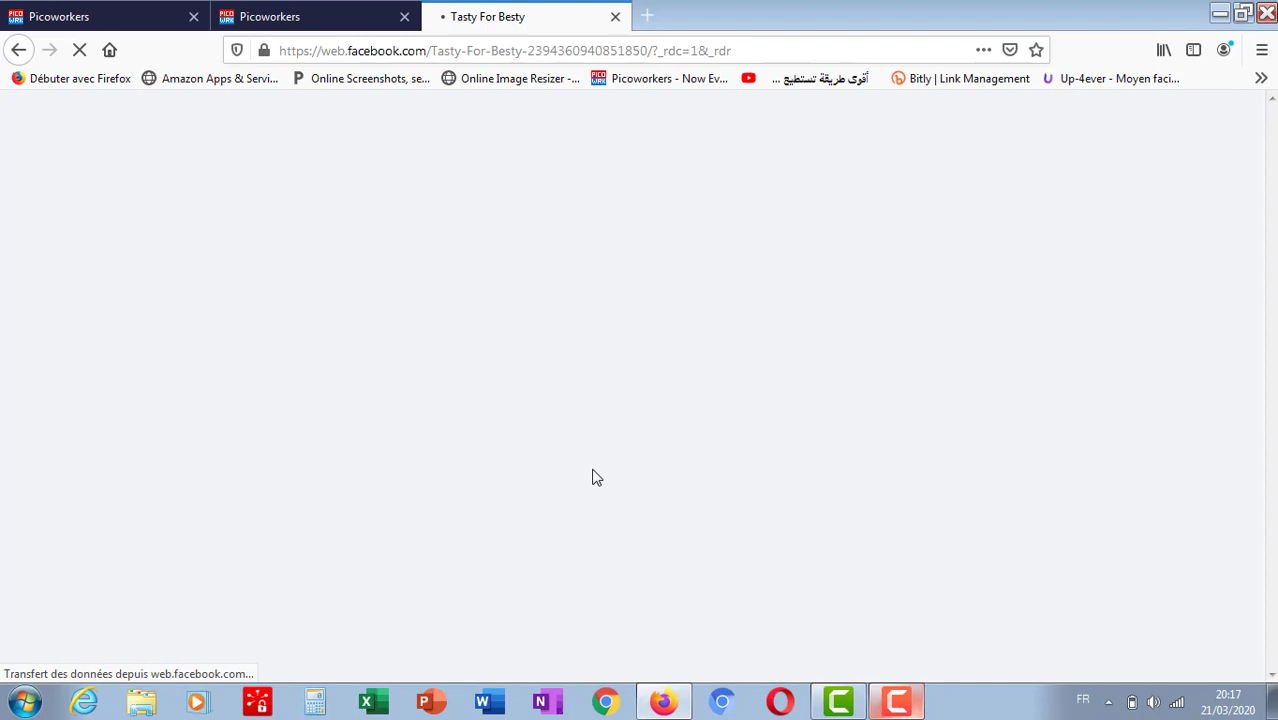 Picoworkers
Picoworkers
Tasty For Besty
https://web.facebook.com/Tasty-For-Besty-2394360940851850/?_rdc=1&_rdr
Débuter avec Firefox
Amazon Apps & Servi...
Online Screenshots, se...
Online Image Resizer -...
Picoworkers - Now Ev...
أقوى طريقة تستطيع ...
Bitly | Link Management
Up-4ever - Moyen faci...
Transfert des données depuis web.facebook.com...
FR
20:17
21/03/2020